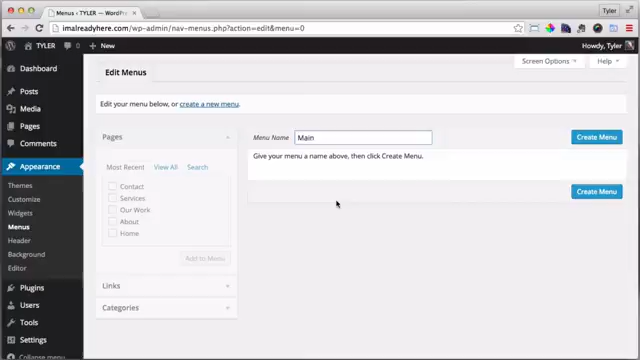 Menus ‹ TYLER — WordPr
Tyler
imalreadyhere.com/wp-admin/nav-menus.php?action=edit&menu=0
TYLER
0
New
Howdy, Tyler
Dashboard
Posts
Media
Pages
Comments
Appearance
Themes
Customize
Widgets
Menus
Header
Background
Editor
Plugins
Users
Tools
Settings
Collapse menu
Screen Options
Help
Edit Menus
Edit your menu below, or create a new menu.
Pages
Most Recent
View All
Search
Contact
Services
Our Work
About
Home
Add to Menu
Links
Categories
Menu Name
Main
Create Menu
Give your menu a name above, then click Create Menu.
Create Menu